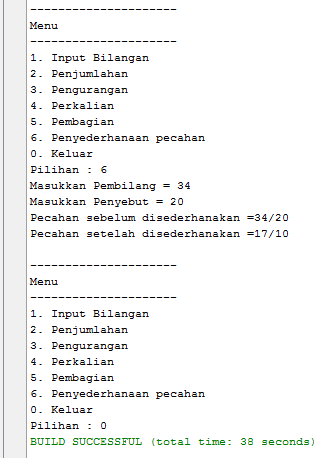 ---------------------
Menu
---------------------
1. Input Bilangan
2. Penjumlahan
3. Pengurangan
4. Perkalian
5. Pembagian
6. Penyederhanaan pecahan
0. Keluar
Pilihan : 6
Masukkan Pembilang = 34
Masukkan Penyebut = 20
Pecahan sebelum disederhanakan =34/20
Pecahan setelah disederhanakan =17/10
---------------------
Menu
---------------------
1. Input Bilangan
2. Penjumlahan
3. Pengurangan
4. Perkalian
5. Pembagian
6. Penyederhanaan pecahan
0. Keluar
Pilihan : 0
BUILD SUCCESSFUL (total time: 38 seconds)